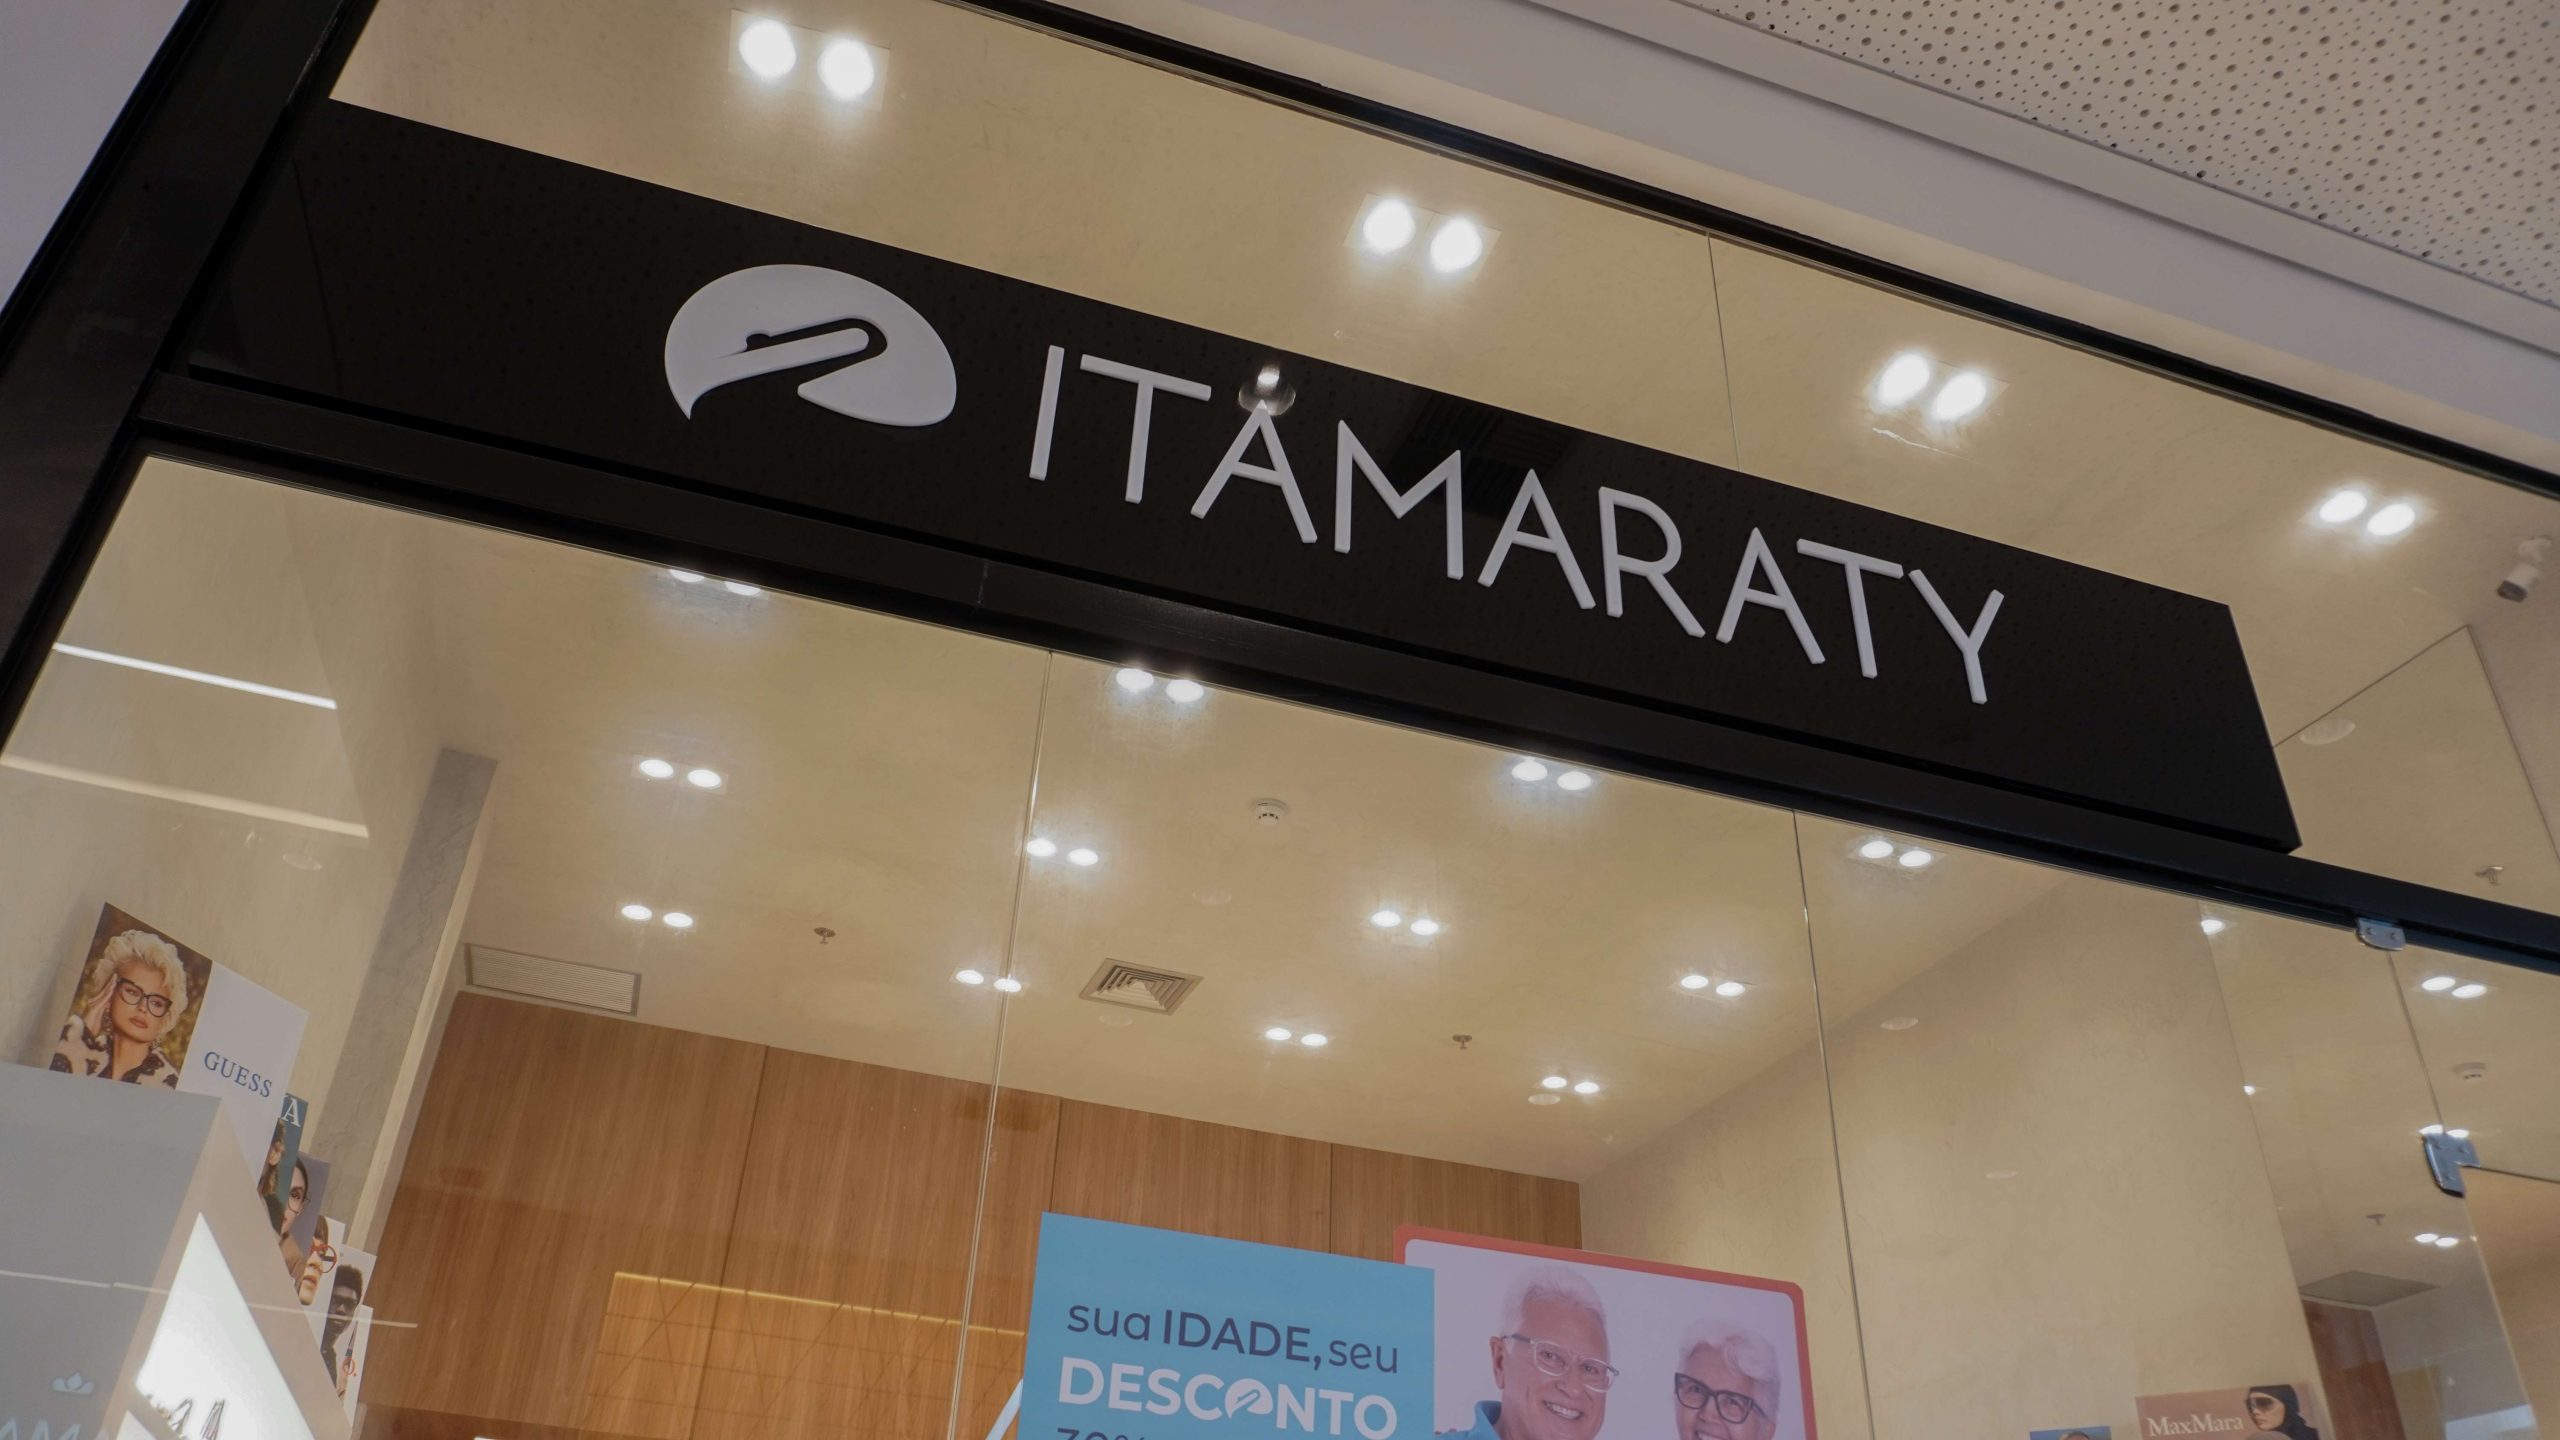 ITAMARATY
GUESS
sua IDADE, seu
DESCONTO
MaxMara